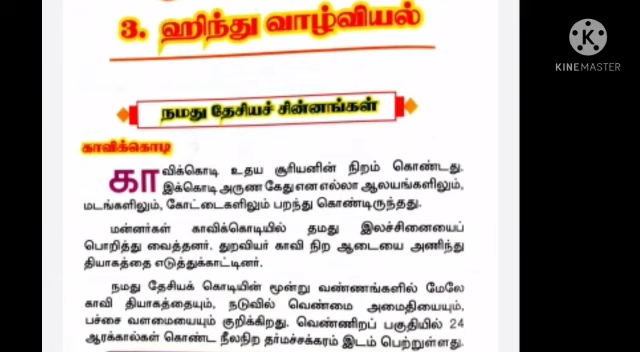 3. ஹிந்து வாழ்வியல்
KINEMASTER
நமது தேசியச் சின்னங்கள்
காவிக்கொடி
காவிக்கொடி உதய சூரியனின் நிறம் கொண்டது.
இக்கொடி அருண கேது என எல்லா ஆலயங்களிலும்,
மடங்களிலும், கோட்டைகளிலும் பறந்து கொண்டிருந்தது.
மன்னர்கள் காவிக்கொடியில் தமது இலச்சினையைப்
பொறித்து வைத்தனர். துறவியர் காவி நிற ஆடையை அணிந்து
தியாகத்தை எடுத்துக்காட்டினர்.
நமது தேசியக் கொடியின் மூன்று வண்ணங்களில் மேலே
காவி தியாகத்தையும், நடுவில் வெண்மை அமைதியையும்,
பச்சை வளமையையும் குறிக்கிறது. வெண்ணிறப் பகுதியில் 24
ஆரக்கால்கள் கொண்ட நீலநிற தர்மச்சக்கரம் இடம் பெற்றுள்ளது.